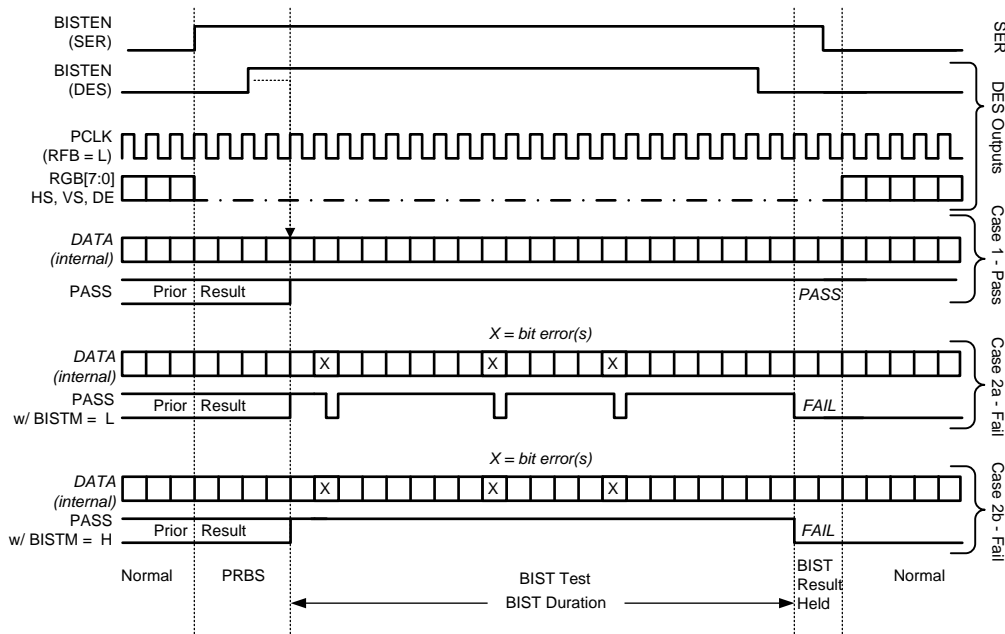 BISTEN
(SER)
SER
BISTEN
(DES)
DES Outputs
PCLK
(RFB = L)
RGB[7:0]
HS, VS, DE
DATA
(internal)
Case 1 - Pass
PASS
Prior Result
PASS
X = bit error(s)
DATA
(internal)
X X X
Case 2a - Fail
PASS
w/ BISTM = L
Prior Result
FAIL
X = bit error(s)
DATA
(internal)
X X X
Case 2b - Fail
PASS
w/ BISTM = H
Prior Result
FAIL
Normal
PRBS
BIST Test
BIST Duration
BIST
Result
Held
Normal